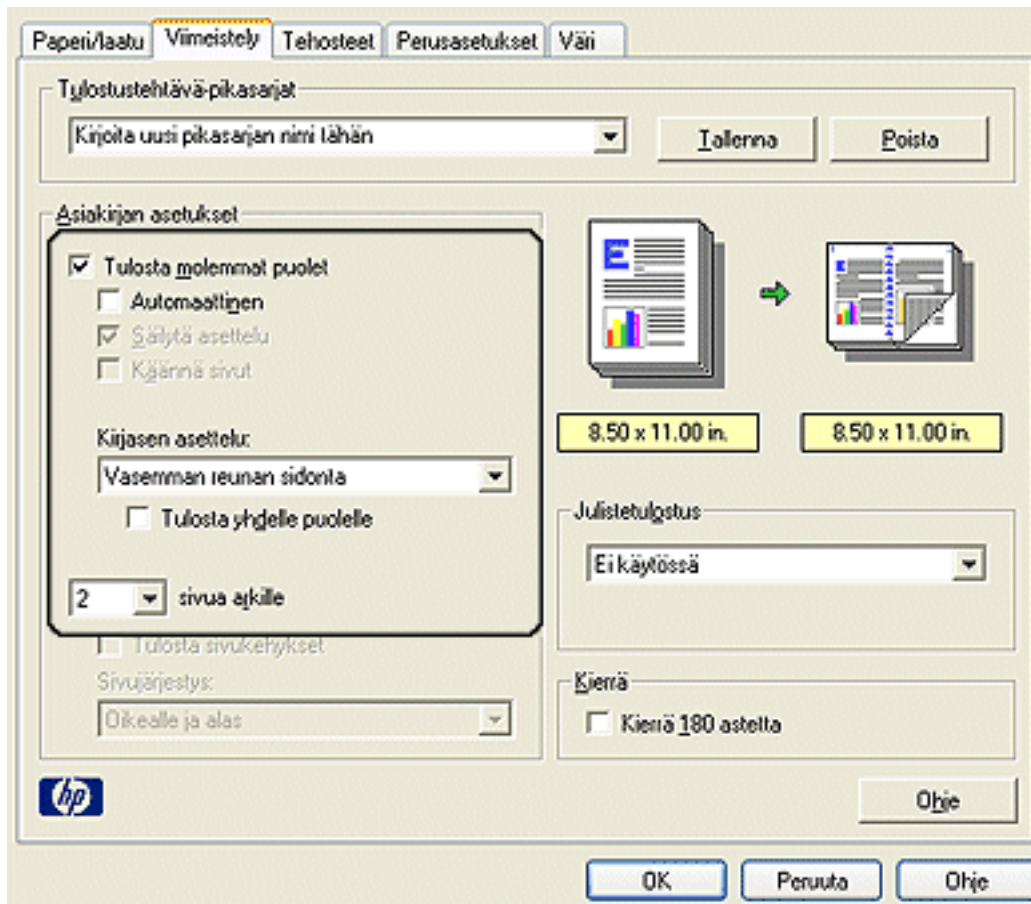 Paperi/laatu Viimeistely Tehosteet Perusasetukset Väri
Tulostustehtävä-pikasarjat
Kirjoita uusi pikasarjan nimi tähän Tallenna Poista
Asiakirjan asetukset
Tulosta molemmat puolet
Automaattinen
Säilytä asettelu
Käännä sivut
Kirjasen asettelu:
Vasemman reunan sidonta
Tulosta yhdelle puolelle
2 sivua arkille
Tulosta sivukehykset
Sivujärjestys:
Oikealle ja alas
E
8.50 x 11.00 in. 8.50 x 11.00 in.
Julistetulostus
Ei käytössä
Kierrä
Kierrä 180 astetta
hp
Ohje
OK Peruuta Ohje